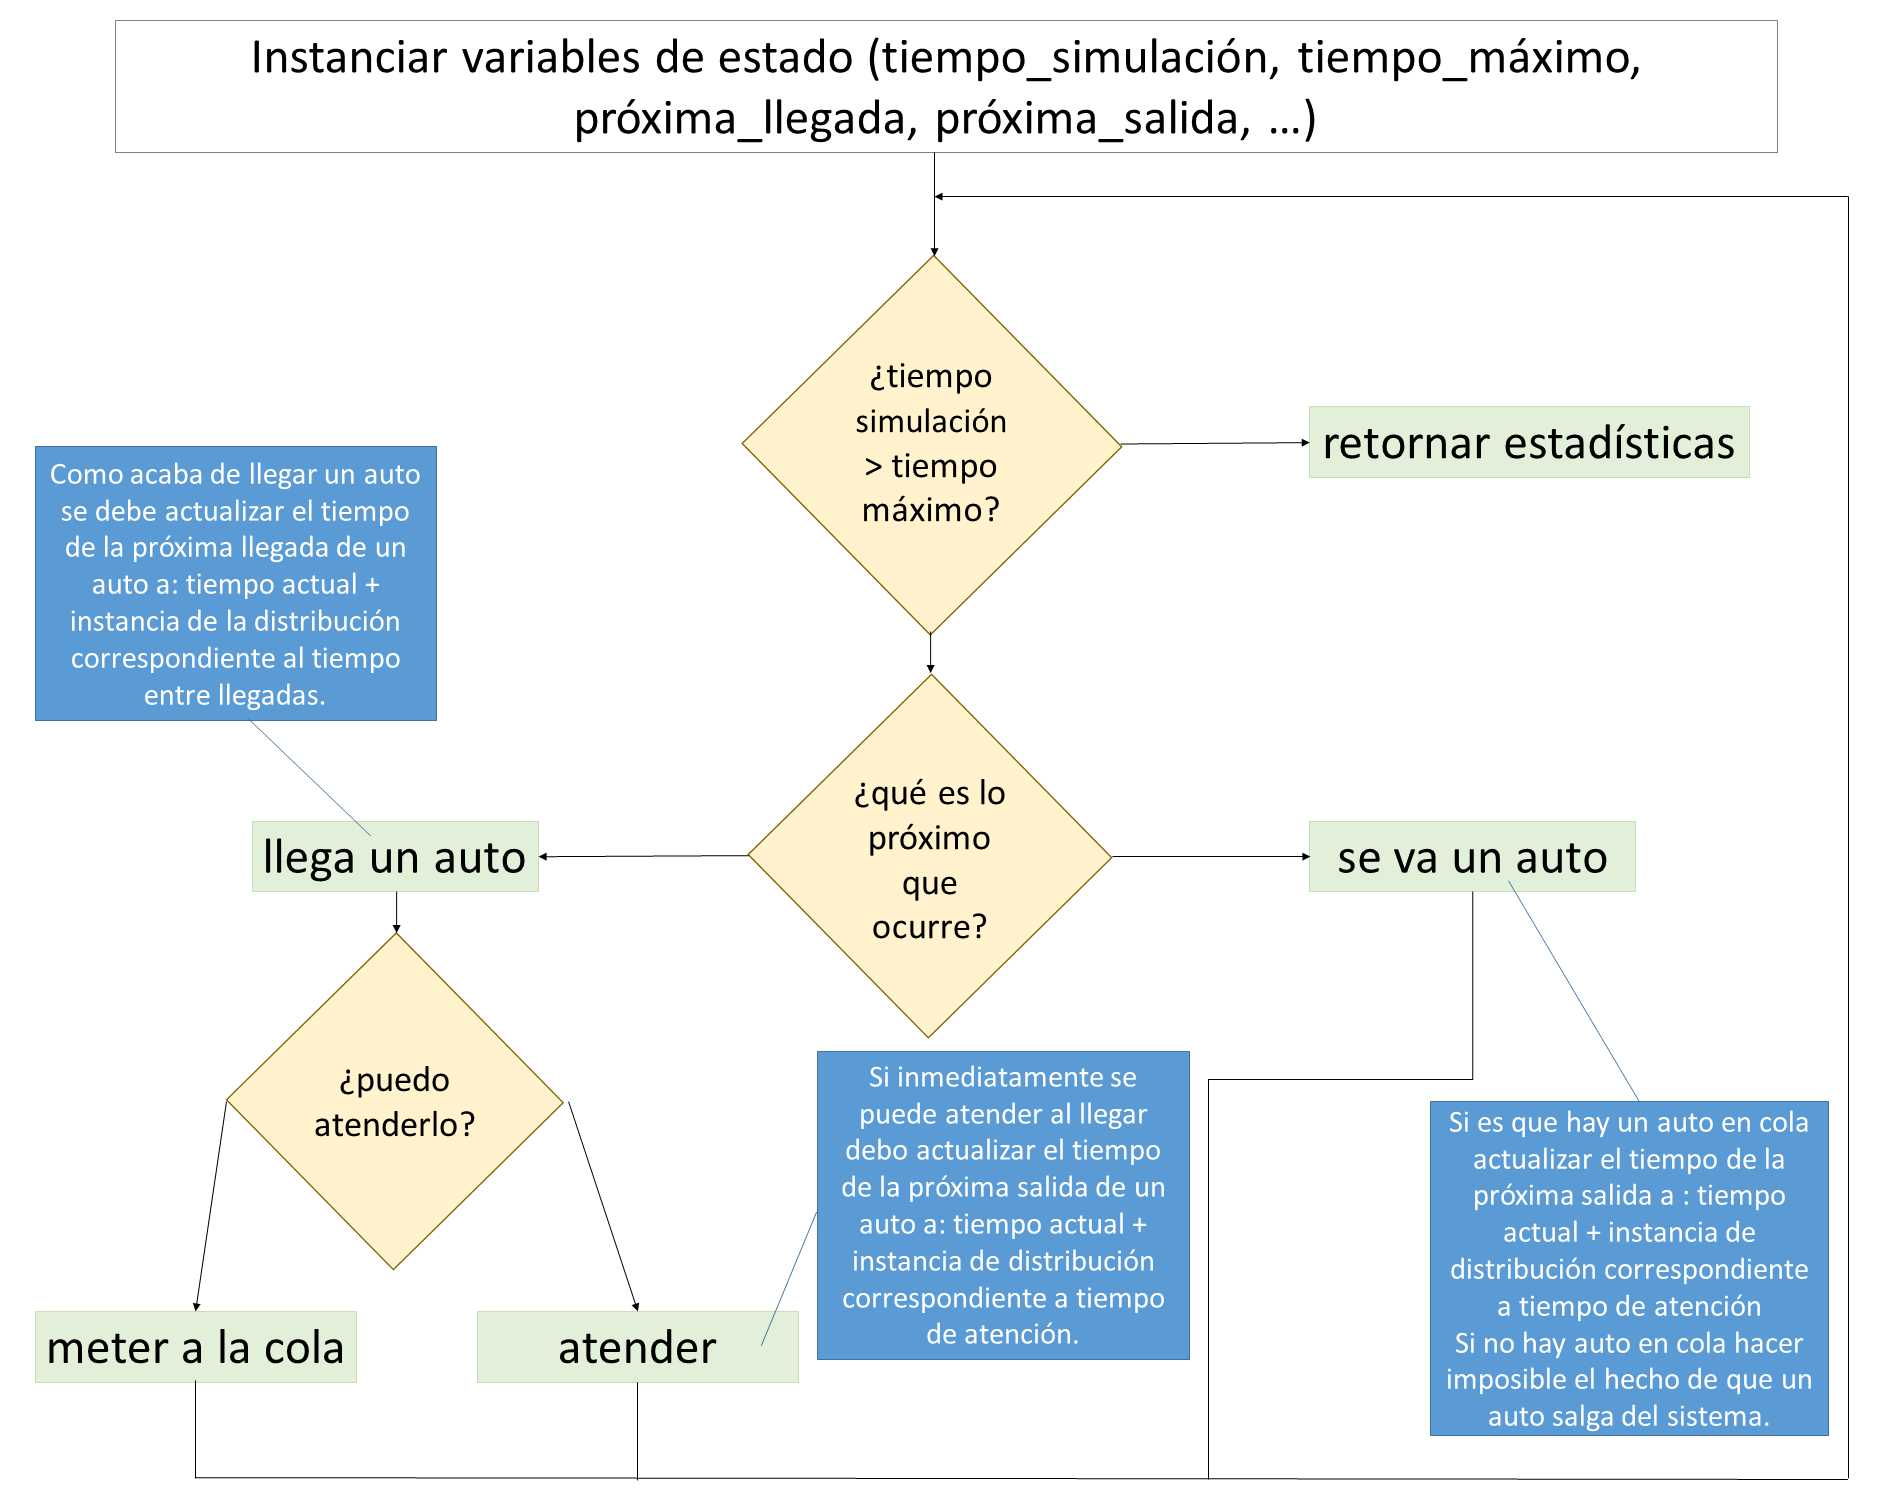 Instanciar variables de estado (tiempo_simulación, tiempo_máximo,
próxima_llegada, próxima_salida, ...)
¿tiempo
simulación
> tiempo
máximo?
retornar estadísticas
Como acaba de llegar un auto
se debe actualizar el tiempo
de la próxima llegada de un
auto a: tiempo actual +
instancia de la distribución
correspondiente al tiempo
entre llegadas.
¿qué es lo
próximo
que
ocurre?
llega un auto
se va un auto
¿puedo
atenderlo?
Si inmediatamente se
puede atender al llegar
debo actualizar el tiempo
de la próxima salida de un
auto a: tiempo actual +
instancia de distribución
correspondiente a tiempo
de atención.
Si es que hay un auto en cola
actualizar el tiempo de la
próxima salida a : tiempo
actual + instancia de
distribución correspondiente
a tiempo de atención
Si no hay auto en cola hacer
imposible el hecho de que un
auto salga del sistema.
meter a la cola
atender